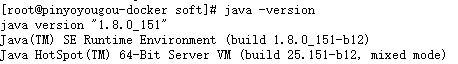 [root@pinyoyougou-docker soft]# java -version
java version "1.8.0_151"
Java(TM) SE Runtime Environment (build 1.8.0_151-b12)
Java HotSpot(TM) 64-Bit Server VM (build 25.151-b12, mixed mode)